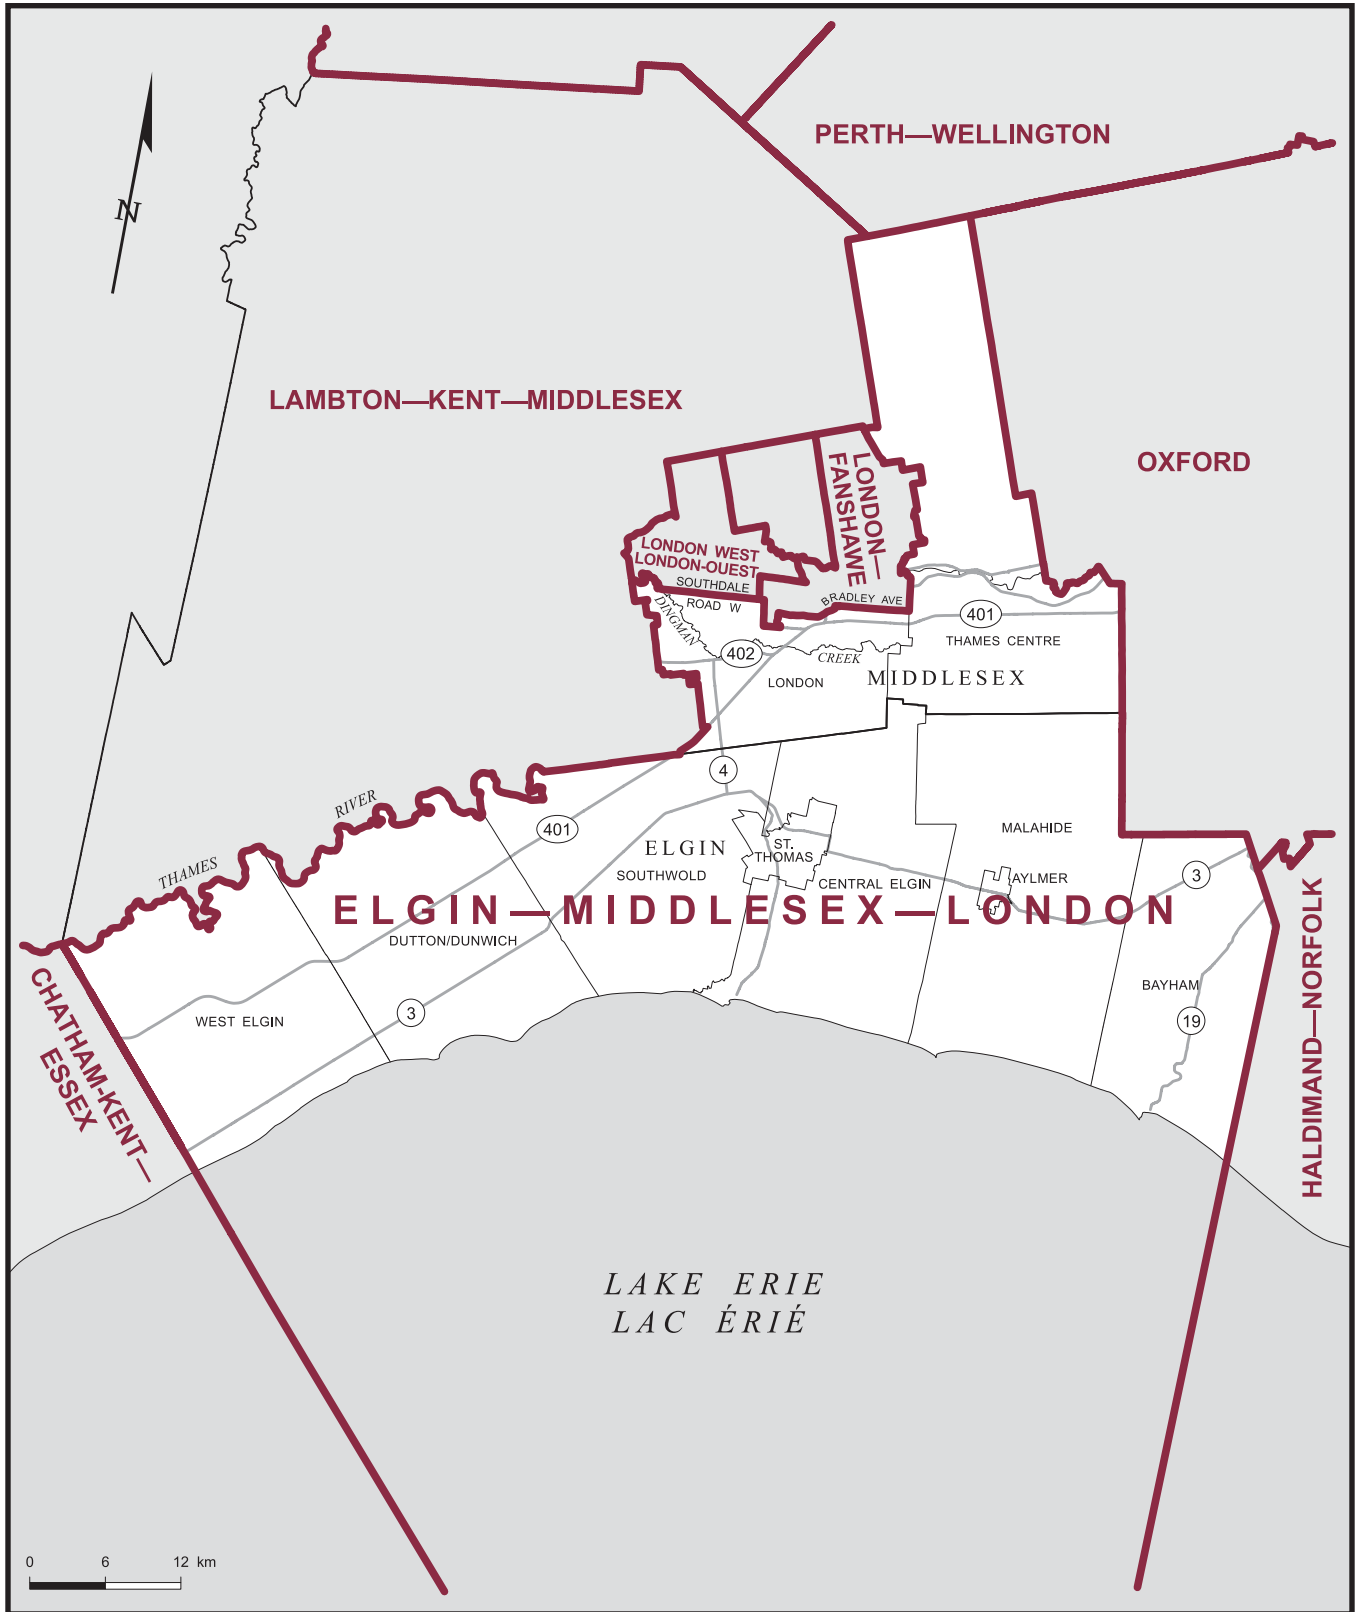 N
PERTH—WELLINGTON
LAMBTON—KENT—MIDDLESEX
OXFORD
LONDON—
FANSHAWE
LONDON WEST
LONDON-OUEST
SOUTHDALE
ROAD W
BRADLEY AVE
DINGMAN
CREEK
401
402
THAMES CENTRE
LONDON
MIDDLESEX
4
RIVER
THAMES
401
ELGIN
SOUTHWOLD
ST.
THOMAS
MALAHIDE
CENTRAL ELGIN
AYLMER
3
ELGIN—MIDDLESEX—LONDON
DUTTON/DUNWICH
BAYHAM
WEST ELGIN
3
19
CHATHAM-KENT—
ESSEX
HALDIMAND—NORFOLK
LAKE ERIE
LAC ÉRIÉ
0 6 12 km